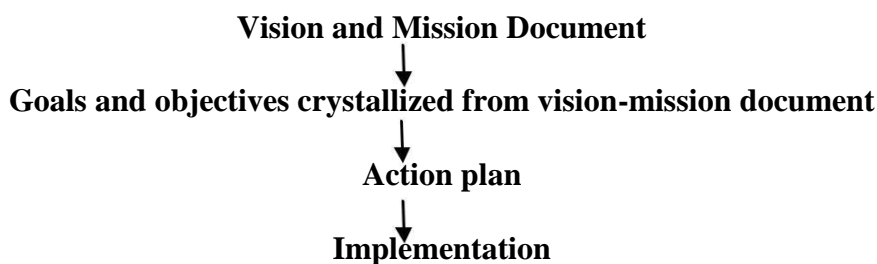 Vision and Mission Document
Goals and objectives crystallized from vision-mission document
Action plan
Implementation